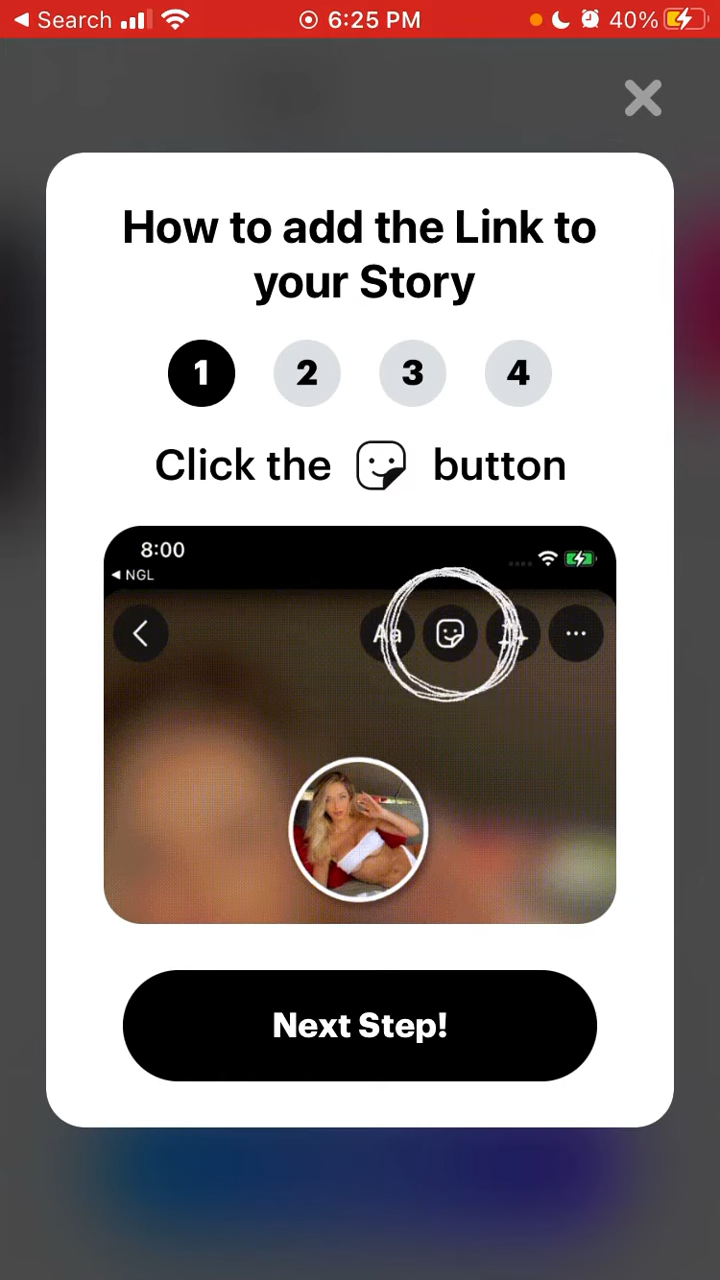 Search 6:25 PM 40%
How to add the Link to
your Story
1 2 3 4
Click the button
8:00
NGL
Aa
Next Step!